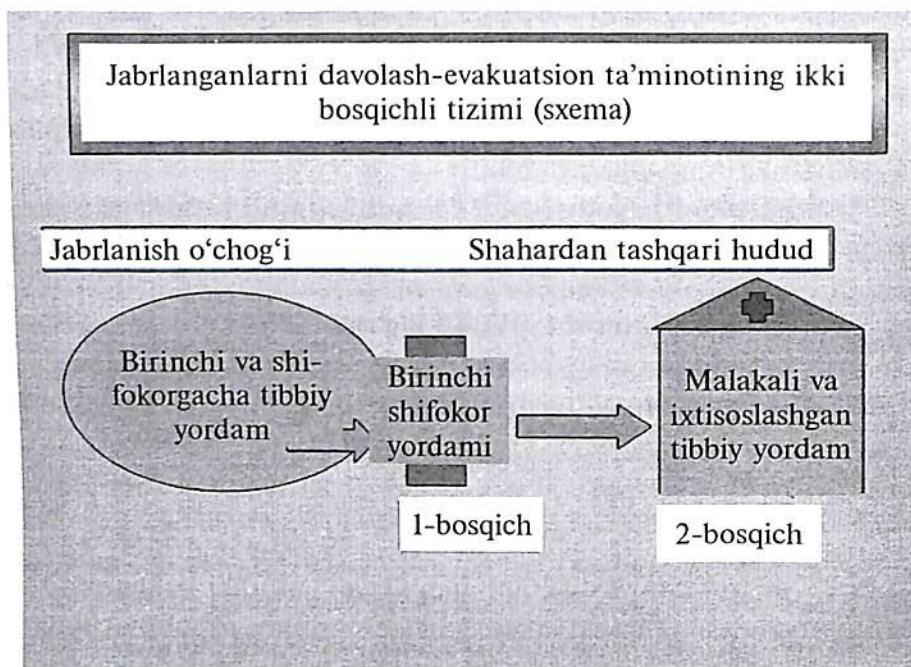 Jabrlanganlarni davolash-evakuatsion ta’minotining ikki
bosqichli tizimi (sxema)
Jabrlanish o‘chog‘i
Shahardan tashqari hudud
Birinchi va shi-
fokorgacha tibbiy
yordam
Birinchi
shifokor
yordami
Malakali va
ixtisoslashgan
tibbiy yordam
1-bosqich
2-bosqich